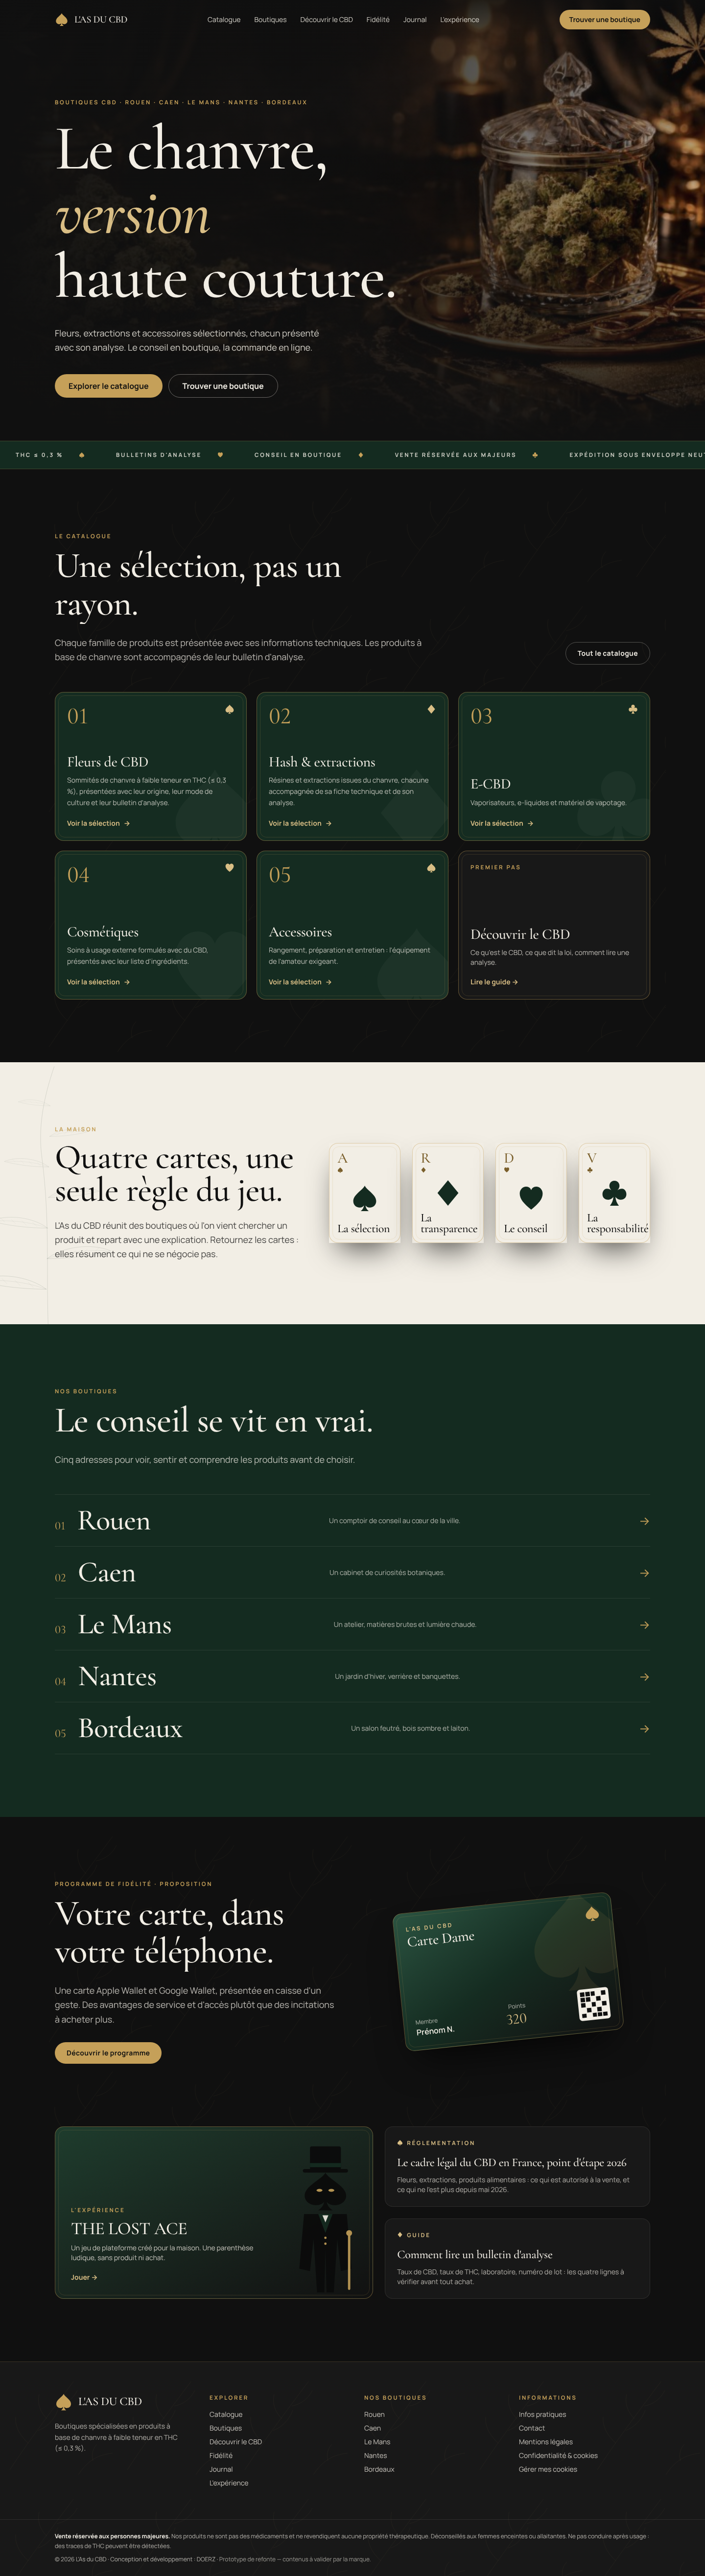 L'AS DU CBD
Catalogue
Boutiques
Découvrir le CBD
Fidélité
Journal
L'expérience
Trouver une boutique
BOUTIQUES CBD · ROUEN · CAEN · LE MANS · NANTES · BORDEAUX
Le chanvre,
version
haute couture.
Fleurs, extractions et accessoires sélectionnés, chacun présenté
avec son analyse. Le conseil en boutique, la commande en ligne.
Explorer le catalogue
Trouver une boutique
THC ≤ 0,3 %
BULLETINS D'ANALYSE
CONSEIL EN BOUTIQUE
VENTE RÉSERVÉE AUX MAJEURS
EXPÉDITION SOUS ENVELOPPE NEU
LE CATALOGUE
Une sélection, pas un
rayon.
Chaque famille de produits est présentée avec ses informations techniques. Les produits à
base de chanvre sont accompagnés de leur bulletin d'analyse.
Tout le catalogue
01
Fleurs de CBD
Sommités de chanvre à faible teneur en THC (≤ 0,3
%), présentées avec leur origine, leur mode de
culture et leur bulletin d'analyse.
Voir la sélection →
02
Hash & extractions
Résines et extractions issues du chanvre, chacune
accompagnée de sa fiche technique et de son
analyse.
Voir la sélection →
03
E-CBD
Vaporisateurs, e-liquides et matériel de vapotage.
Voir la sélection →
04
Cosmétiques
Soins à usage externe formulés avec du CBD,
présentés avec leur liste d'ingrédients.
Voir la sélection →
05
Accessoires
Rangement, préparation et entretien : l'équipement
de l'amateur exigeant.
Voir la sélection →
PREMIER PAS
Découvrir le CBD
Ce qu'est le CBD, ce que dit la loi, comment lire une
analyse.
Lire le guide →
LA MAISON
Quatre cartes, une
seule règle du jeu.
L'As du CBD réunit des boutiques où l'on vient chercher un
produit et repart avec une explication. Retournez les cartes :
elles résument ce qui ne se négocie pas.
A
La sélection
R
La
transparence
D
Le conseil
V
La
responsabilité
NOS BOUTIQUES
Le conseil se vit en vrai.
Cinq adresses pour voir, sentir et comprendre les produits avant de choisir.
01 Rouen
Un comptoir de conseil au cœur de la ville.
→
02 Caen
Un cabinet de curiosités botaniques.
→
03 Le Mans
Un atelier, matières brutes et lumière chaude.
→
04 Nantes
Un jardin d'hiver, verrière et banquettes.
→
05 Bordeaux
Un salon feutré, bois sombre et laiton.
→
PROGRAMME DE FIDÉLITÉ · PROPOSITION
Votre carte, dans
votre téléphone.
Une carte Apple Wallet et Google Wallet, présentée en caisse d'un
geste. Des avantages de service et d'accès plutôt que des incitations
à acheter plus.
Découvrir le programme
L'AS DU CBD
Carte Dame
Membre
Prénom N.
Points
320
L'EXPÉRIENCE
THE LOST ACE
Un jeu de plateforme créé pour la maison. Une parenthèse
ludique, sans produit ni achat.
Jouer →
RÉGLEMENTATION
Le cadre légal du CBD en France, point d'étape 2026
Fleurs, extractions, produits alimentaires : ce qui est autorisé à la vente, et
ce qui ne l'est plus depuis mai 2026.
GUIDE
Comment lire un bulletin d'analyse
Taux de CBD, taux de THC, laboratoire, numéro de lot : les quatre lignes à
vérifier avant tout achat.
L'AS DU CBD
Boutiques spécialisées en produits à
base de chanvre à faible teneur en THC
(≤ 0,3 %).
EXPLORER
Catalogue
Boutiques
Découvrir le CBD
Fidélité
Journal
L'expérience
NOS BOUTIQUES
Rouen
Caen
Le Mans
Nantes
Bordeaux
INFORMATIONS
Infos pratiques
Contact
Mentions légales
Confidentialité & cookies
Gérer mes cookies
Vente réservée aux personnes majeures. Nos produits ne sont pas des médicaments et ne revendiquent aucune propriété thérapeutique. Déconseillés aux femmes enceintes ou allaitantes. Ne pas conduire après usage :
des traces de THC peuvent être détectées.
© 2026 L'As du CBD · Conception et développement : DOERZ · Prototype de refonte — contenus à valider par la marque.